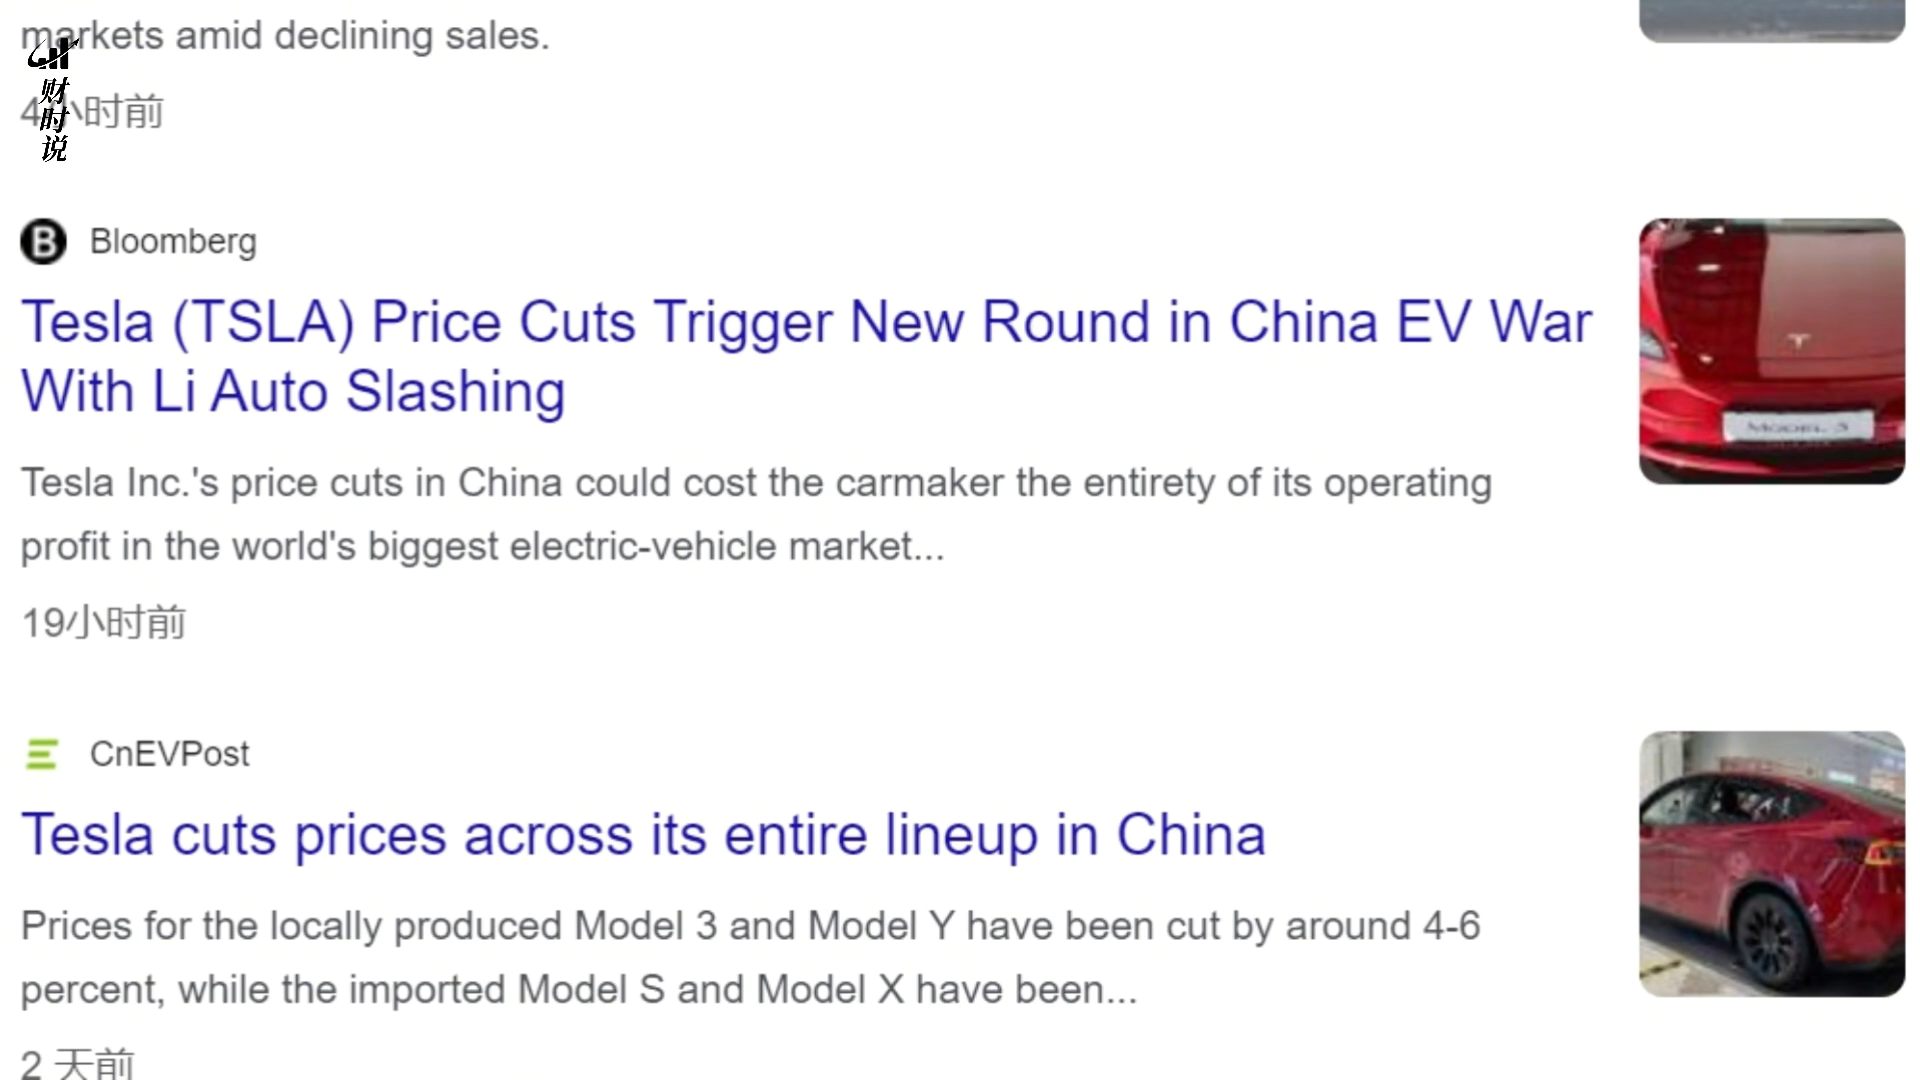 markets amid declining sales.
4小时前
财时说
Bloomberg
Tesla (TSLA) Price Cuts Trigger New Round in China EV War
With Li Auto Slashing
Tesla Inc.'s price cuts in China could cost the carmaker the entirety of its operating
profit in the world's biggest electric-vehicle market...
19小时前
MODEL 3
CnEVPost
Tesla cuts prices across its entire lineup in China
Prices for the locally produced Model 3 and Model Y have been cut by around 4-6
percent, while the imported Model S and Model X have been...
2 天前